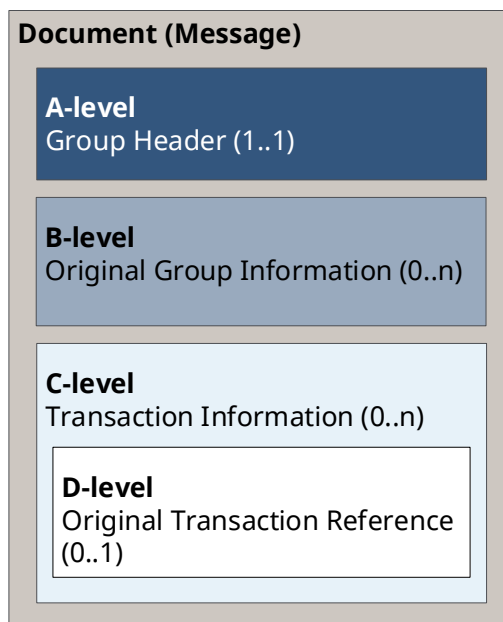 Document (Message)
A-level
Group Header (1..1)
B-level
Original Group Information (0..n)
C-level
Transaction Information (0..n)
D-level
Original Transaction Reference
(0..1)